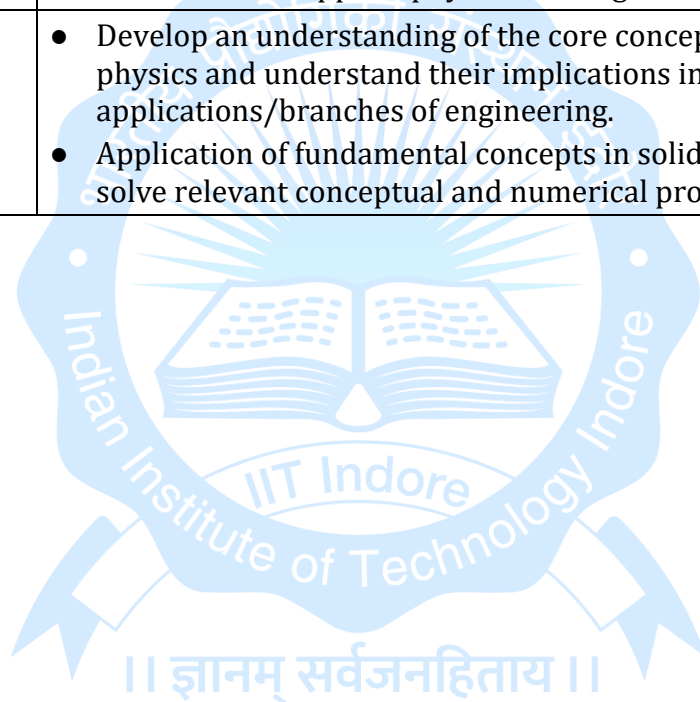 ● Develop an understanding of the core concep
physics and understand their implications in
applications/branches of engineering.
● Application of fundamental concepts in solid
solve relevant conceptual and numerical pro
भारतीय प्रौद्योगिकी संस्थान इंदौर
Indian Institute of Technology Indore
IIT Indore
।। ज्ञानम् सर्वजनहिताय ।।